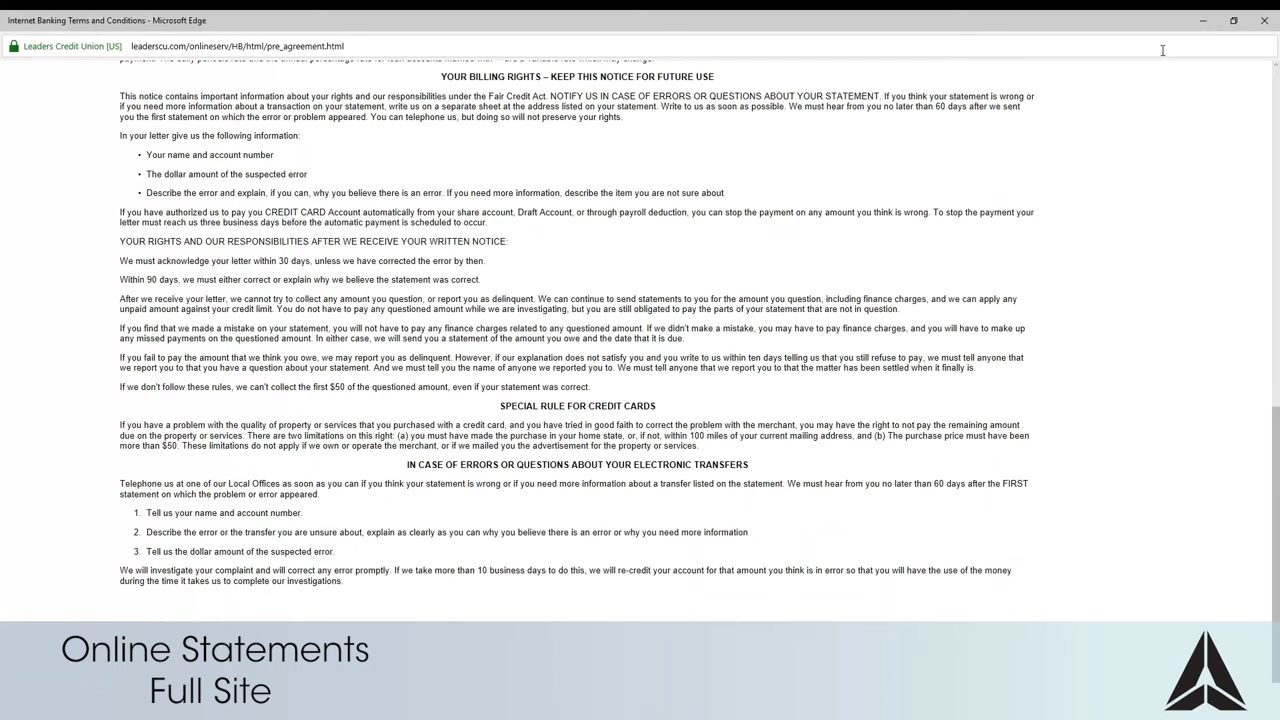 Internet Banking Terms and Conditions - Microsoft Edge
Leaders Credit Union [US] leaderscu.com/onlineserv/HB/html/pre_agreement.html
YOUR BILLING RIGHTS – KEEP THIS NOTICE FOR FUTURE USE
This notice contains important information about your rights and our responsibilities under the Fair Credit Act. NOTIFY US IN CASE OF ERRORS OR QUESTIONS ABOUT YOUR STATEMENT. If you think your statement is wrong or
if you need more information about a transaction on your statement, write us on a separate sheet at the address listed on your statement. Write to us as soon as possible. We must hear from you no later than 60 days after we sent
you the first statement on which the error or problem appeared. You can telephone us, but doing so will not preserve your rights.
In your letter give us the following information:
• Your name and account number
• The dollar amount of the suspected error
• Describe the error and explain, if you can, why you believe there is an error. If you need more information, describe the item you are not sure about
If you have authorized us to pay you CREDIT CARD Account automatically from your share account, Draft Account, or through payroll deduction, you can stop the payment on any amount you think is wrong. To stop the payment your
letter must reach us three business days before the automatic payment is scheduled to occur.
YOUR RIGHTS AND OUR RESPONSIBILITIES AFTER WE RECEIVE YOUR WRITTEN NOTICE:
We must acknowledge your letter within 30 days, unless we have corrected the error by then.
Within 90 days, we must either correct or explain why we believe the statement was correct.
After we receive your letter, we cannot try to collect any amount you question, or report you as delinquent. We can continue to send statements to you for the amount you question, including finance charges, and we can apply any
unpaid amount against your credit limit. You do not have to pay any questioned amount while we are investigating, but you are still obligated to pay the parts of your statement that are not in question.
If you find that we made a mistake on your statement, you will not have to pay any finance charges related to any questioned amount. If we didn't make a mistake, you may have to pay finance charges, and you will have to make up
any missed payments on the questioned amount. In either case, we will send you a statement of the amount you owe and the date that it is due.
If you fail to pay the amount that we think you owe, we may report you as delinquent. However, if our explanation does not satisfy you and you write to us within ten days telling us that you still refuse to pay, we must tell anyone that
we report you to that you have a question about your statement. And we must tell you the name of anyone we reported you to. We must tell anyone that we report you to that the matter has been settled when it finally is.
If we don't follow these rules, we can't collect the first $50 of the questioned amount, even if your statement was correct.
SPECIAL RULE FOR CREDIT CARDS
If you have a problem with the quality of property or services that you purchased with a credit card, and you have tried in good faith to correct the problem with the merchant, you may have the right to not pay the remaining amount
due on the property or services. There are two limitations on this right: (a) you must have made the purchase in your home state, or, if not, within 100 miles of your current mailing address, and (b) The purchase price must have been
more than $50. These limitations do not apply if we own or operate the merchant, or if we mailed you the advertisement for the property or services.
IN CASE OF ERRORS OR QUESTIONS ABOUT YOUR ELECTRONIC TRANSFERS
Telephone us at one of our Local Offices as soon as you can if you think your statement is wrong or if you need more information about a transfer listed on the statement. We must hear from you no later than 60 days after the FIRST
statement on which the problem or error appeared.
1. Tell us your name and account number.
2. Describe the error or the transfer you are unsure about, explain as clearly as you can why you believe there is an error or why you need more information
3. Tell us the dollar amount of the suspected error.
We will investigate your complaint and will correct any error promptly. If we take more than 10 business days to do this, we will re-credit your account for that amount you think is in error so that you will have the use of the money
during the time it takes us to complete our investigations.
Online Statements
Full Site